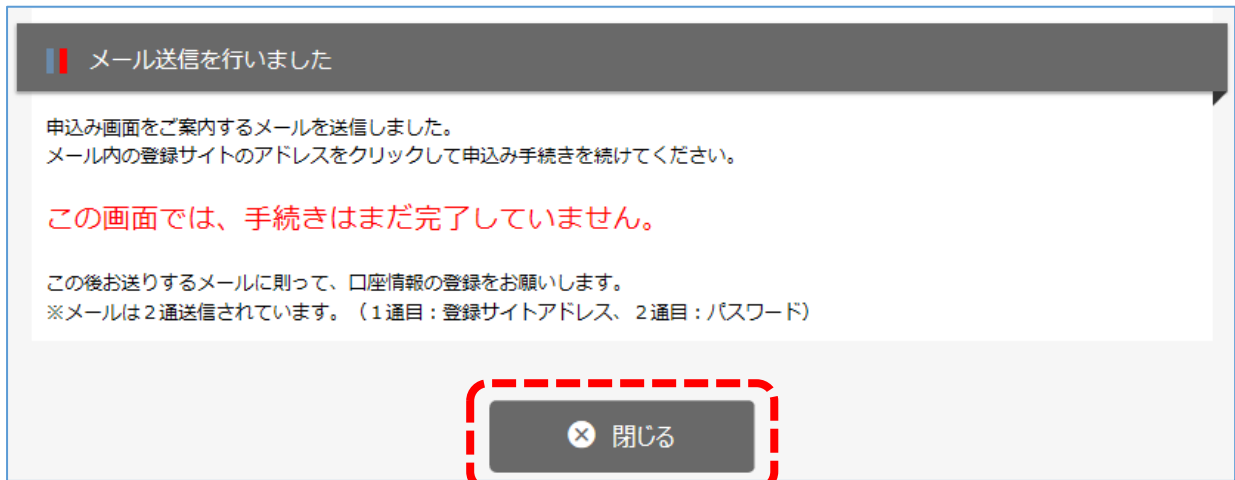 メール送信を行いました
申込み画面をご案内するメールを送信しました。
メール内の登録サイトのアドレスをクリックして申込み手続きを続けてください。
この画面では、手続きはまだ完了していません。
この後お送りするメールに則って、口座情報の登録をお願いします。
※メールは２通送信されています。（１通目：登録サイトアドレス、２通目：パスワード）
閉じる